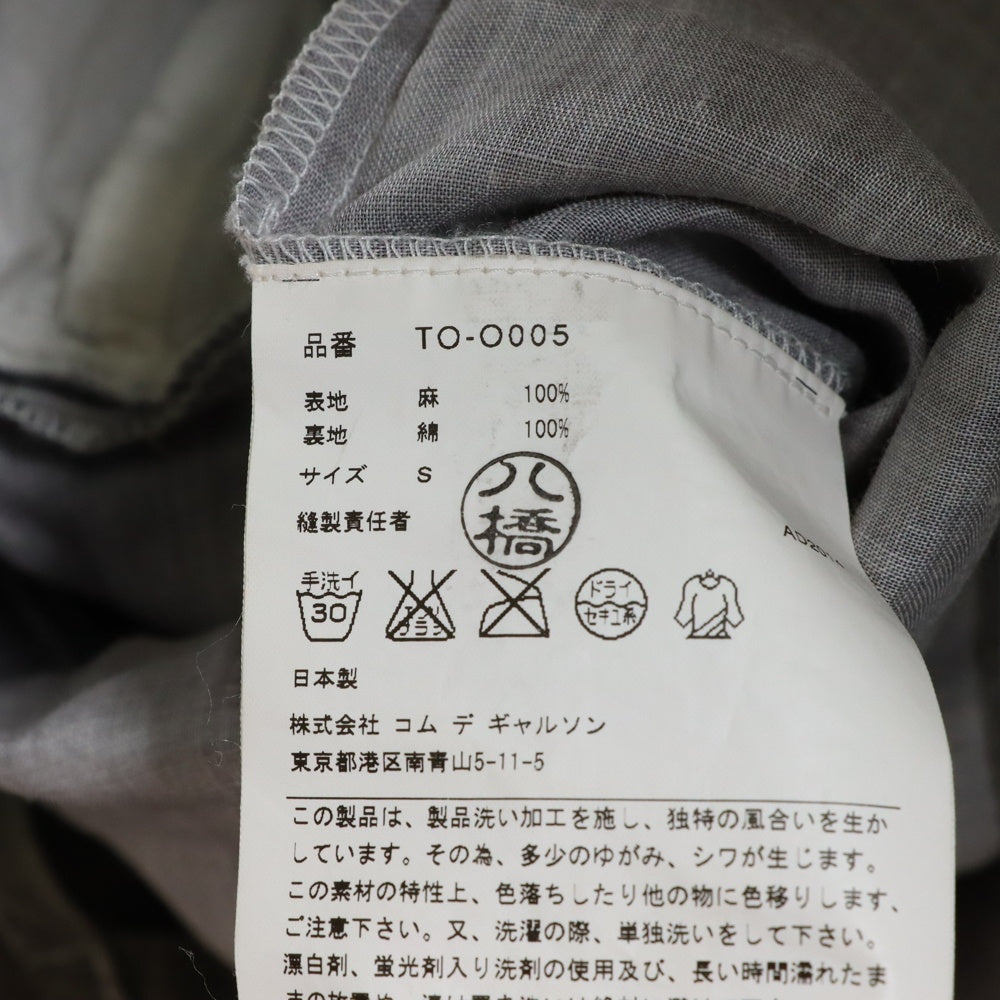 品番 TO-O005
表地 麻 100%
裏地 綿 100%
サイズ S
縫製責任者 八橋
手洗イ
30
ドライ
セキユ系
日本製
株式会社 コム デ ギャルソン
東京都港区南青山5-11-5
この製品は、製品洗い加工を施し、独特の風合いを生か
しています。その為、多少のゆがみ、シワが生じます。
この素材の特性上、色落ちしたり他の物に色移りします、
ご注意下さい。又、洗濯の際、単独洗いをして下さい。
漂白剤、蛍光剤入り洗剤の使用及び、長い時間濡れたま